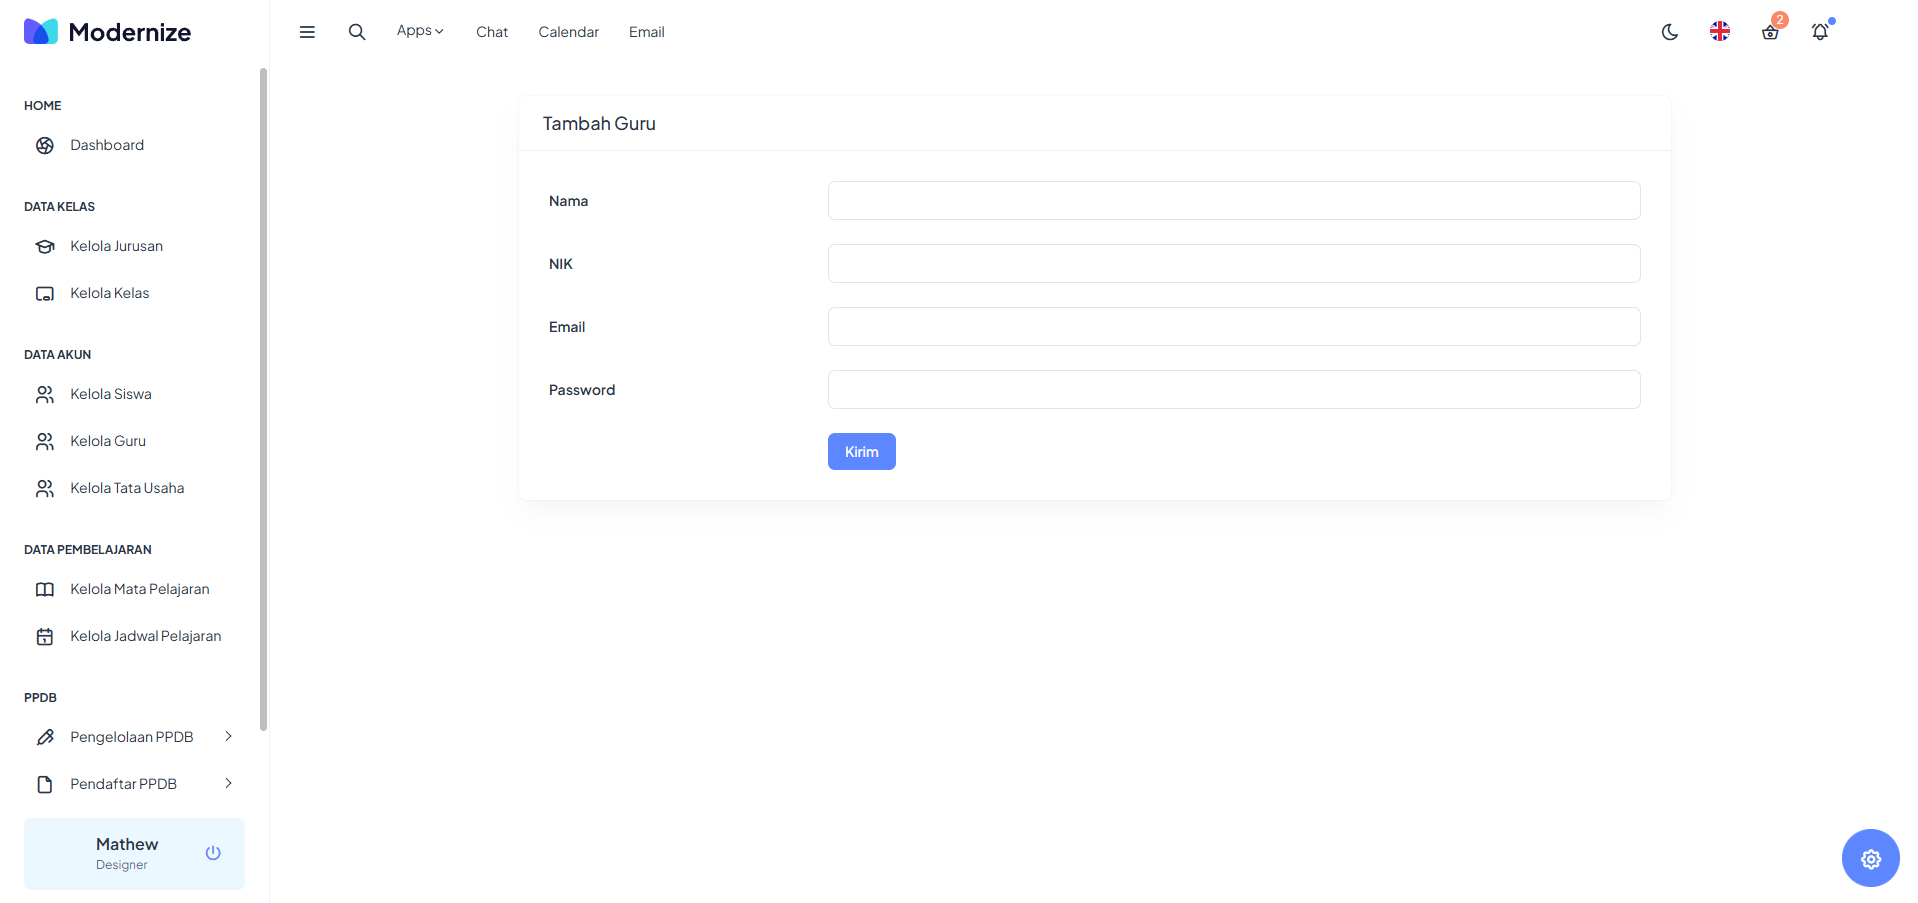 Modernize
Apps
Chat
Calendar
Email
2
HOME
Dashboard
DATA KELAS
Kelola Jurusan
Kelola Kelas
DATA AKUN
Kelola Siswa
Kelola Guru
Kelola Tata Usaha
DATA PEMBELAJARAN
Kelola Mata Pelajaran
Kelola Jadwal Pelajaran
PPDB
Pengelolaan PPDB
Pendaftar PPDB
Mathew
Designer
Tambah Guru
Nama
NIK
Email
Password
Kirim